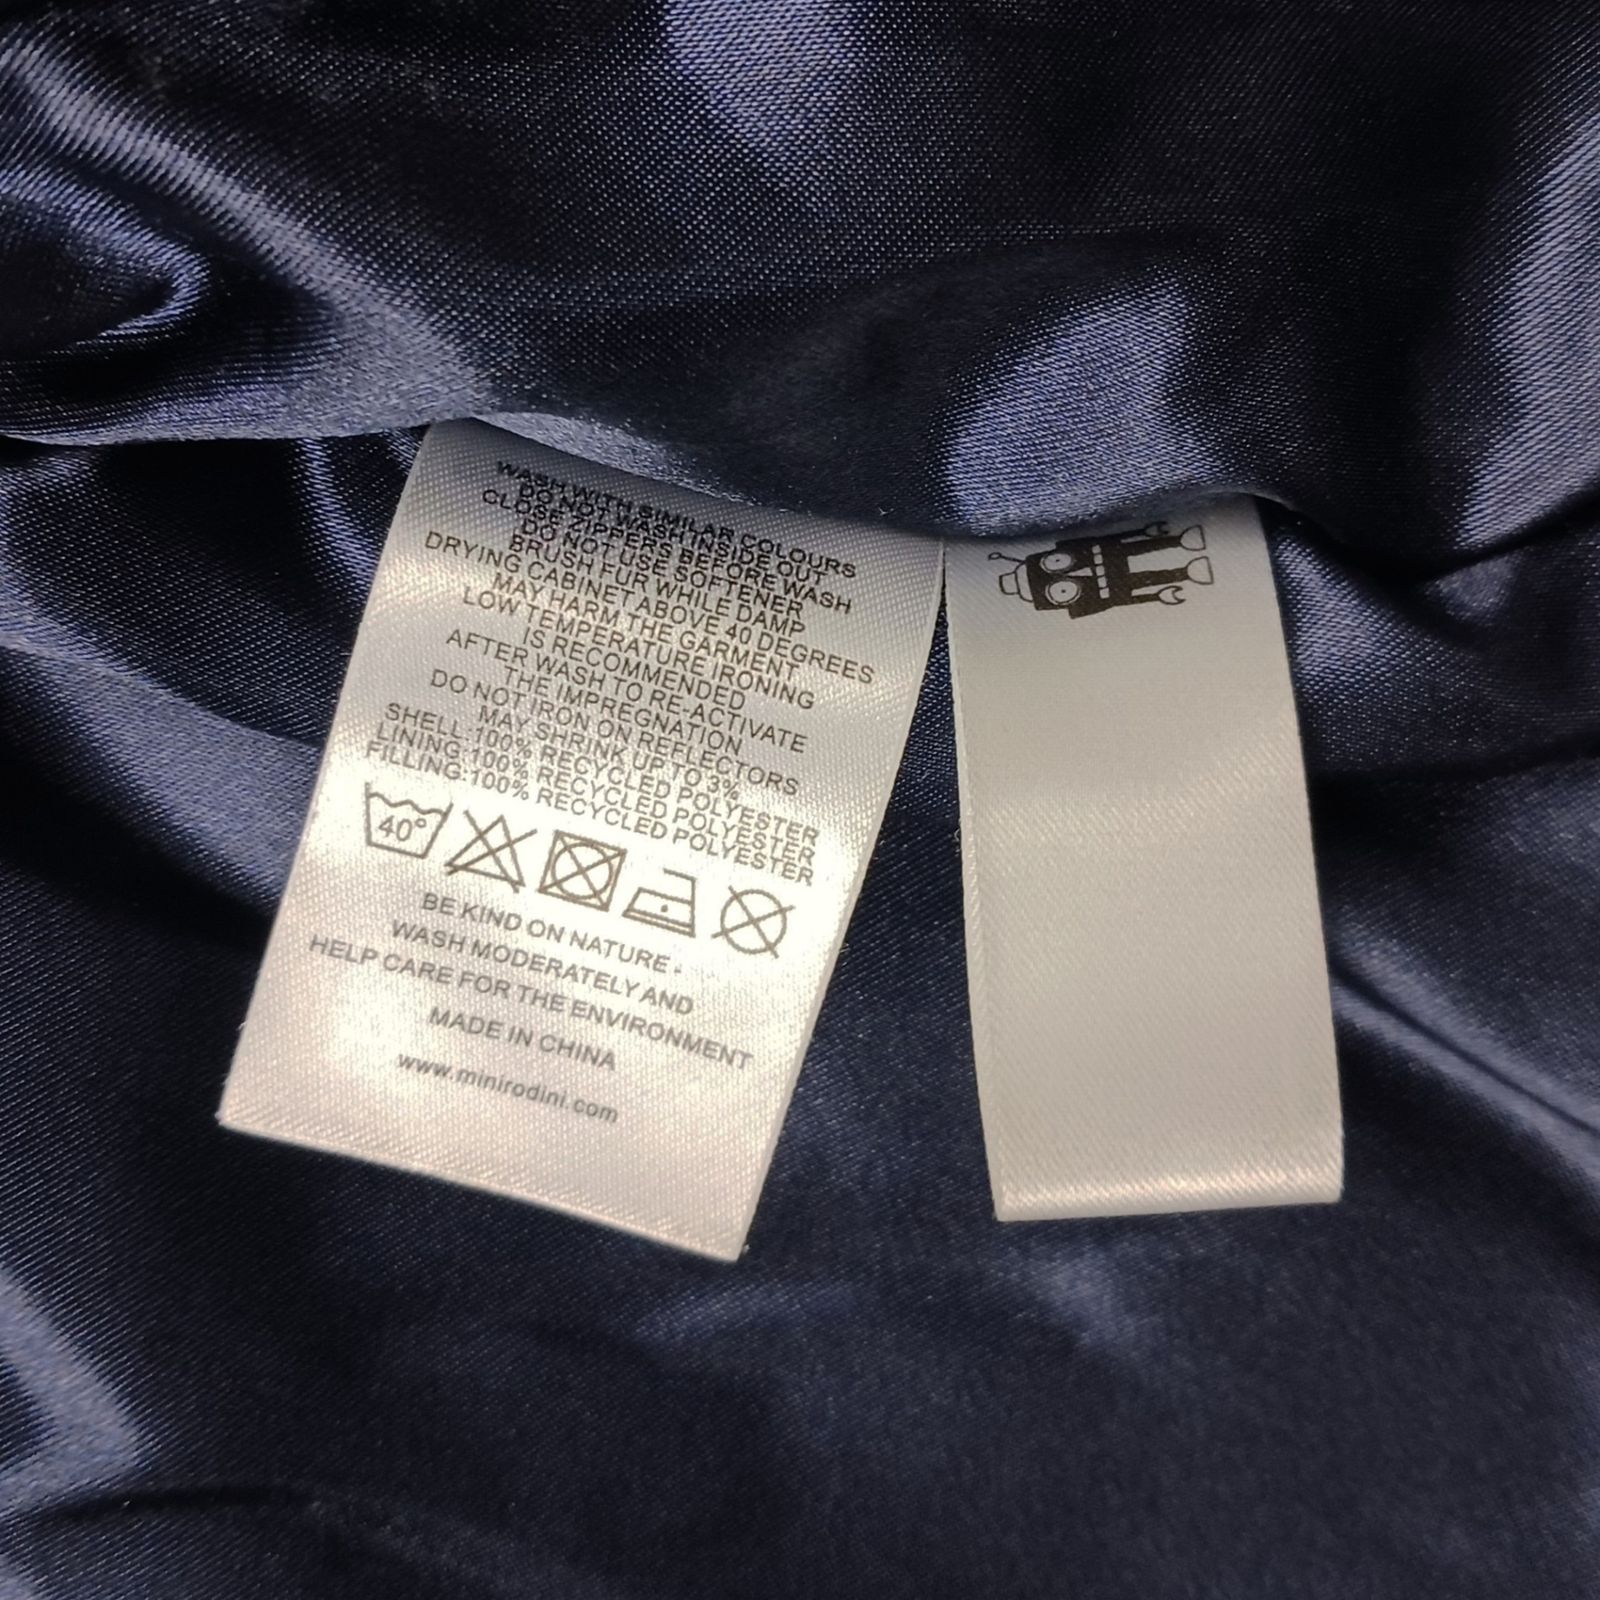 WASH WITH SIMILAR COLOURS
DO NOT WASH INSIDE OUT
CLOSE ZIPPERS BEFORE WASH
DO NOT USE SOFTENER
BRUSH FUR WHILE DAMP
DRYING CABINET ABOVE 40 DEGREES
MAY HARM THE GARMENT
LOW TEMPERATURE IRONING
IS RECOMMENDED
AFTER WASH TO RE-ACTIVATE
THE IMPREGNATION
DO NOT IRON ON REFLECTORS
MAY SHRINK UP TO 3%
SHELL:100% RECYCLED POLYESTER
LINING:100% RECYCLED POLYESTER
FILLING:100% RECYCLED POLYESTER
40°
BE KIND ON NATURE -
WASH MODERATELY AND
HELP CARE FOR THE ENVIRONMENT
MADE IN CHINA
www.minirodini.com